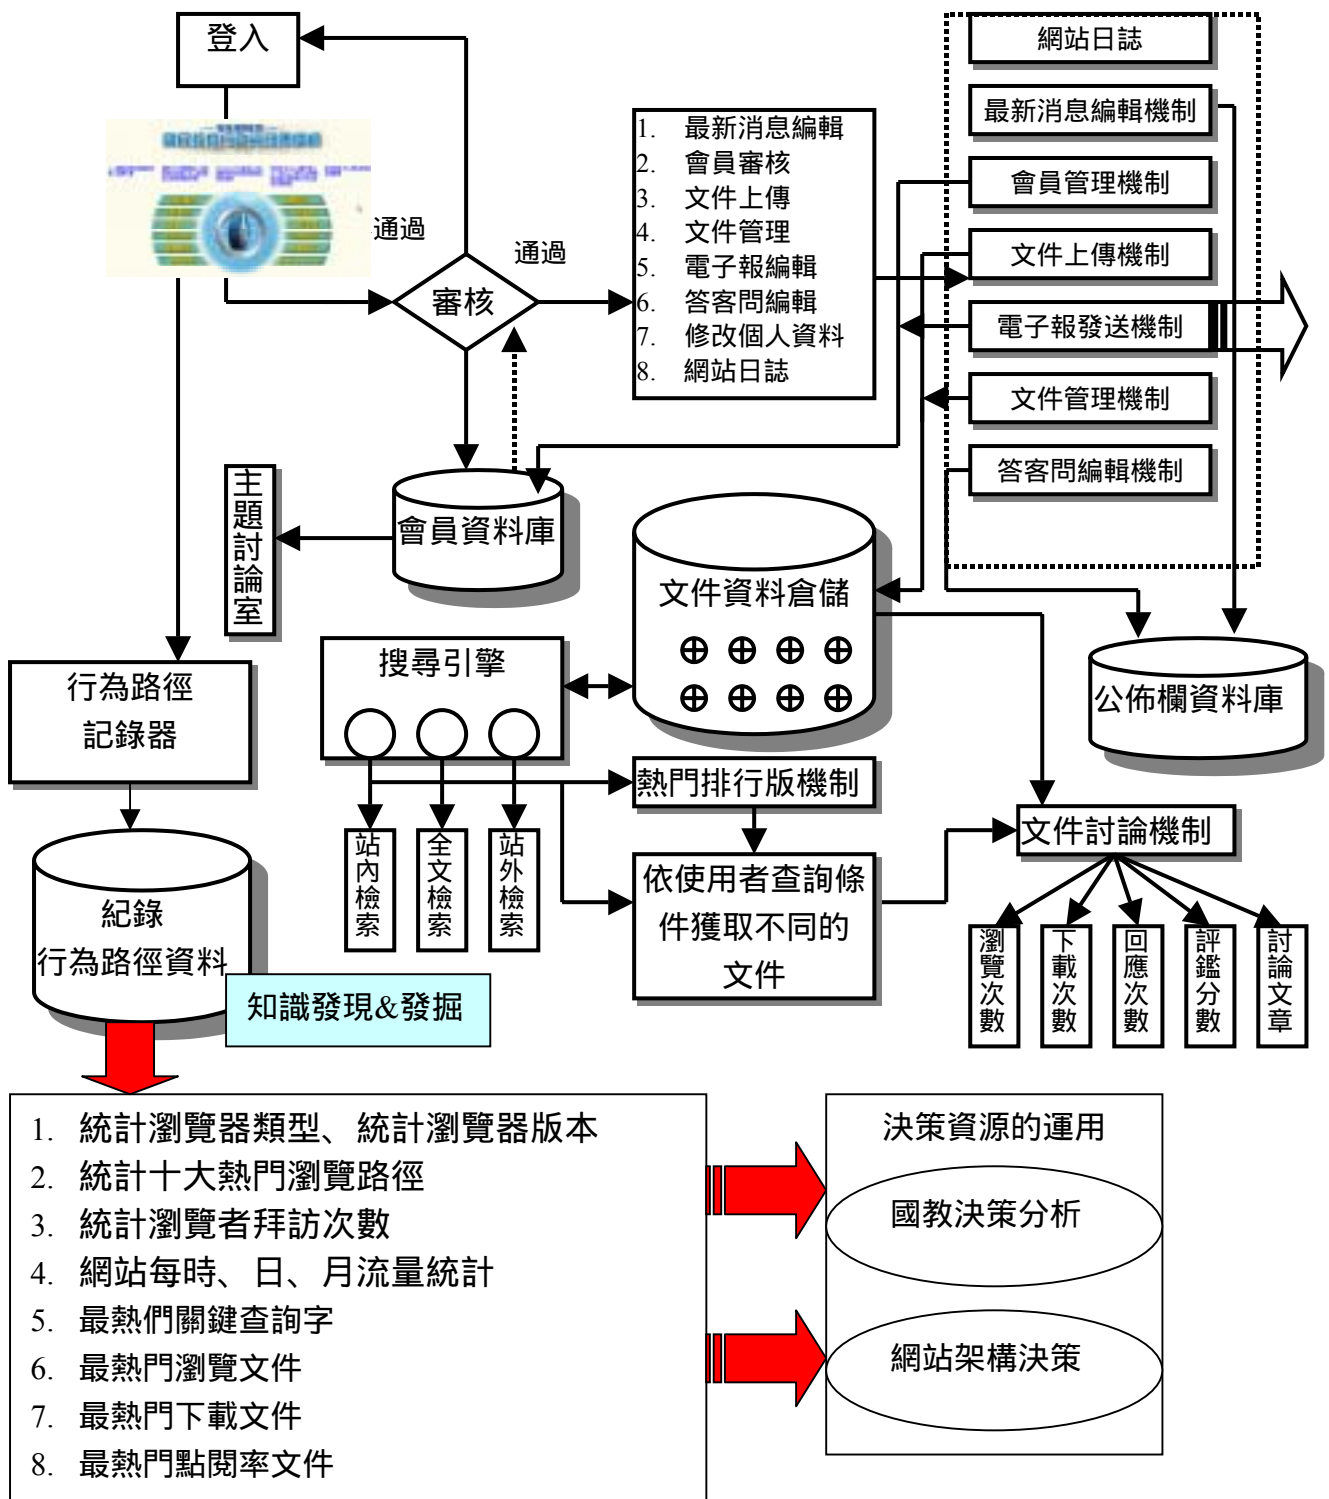 登入
通過
通過
審核
1. 最新消息編輯
2. 會員審核
3. 文件上傳
4. 文件管理
5. 電子報編輯
6. 答客問編輯
7. 修改個人資料
8. 網站日誌
網站日誌
最新消息編輯機制
會員管理機制
文件上傳機制
電子報發送機制
文件管理機制
答客問編輯機制
主題討論室
會員資料庫
文件資料倉儲
公佈欄資料庫
行為路徑
記錄器
搜尋引擎
站內檢索
全文檢索
站外檢索
熱門排行版機制
依使用者查詢條
件獲取不同的
文件
文件討論機制
瀏覽次數
下載次數
回應次數
評鑑分數
討論文章
紀錄
行為路徑資料
知識發現&發掘
1. 統計瀏覽器類型、統計瀏覽器版本
2. 統計十大熱門瀏覽路徑
3. 統計瀏覽者拜訪次數
4. 網站每時、日、月流量統計
5. 最熱們關鍵查詢字
6. 最熱門瀏覽文件
7. 最熱門下載文件
8. 最熱門點閱率文件
決策資源的運用
國教決策分析
網站架構決策